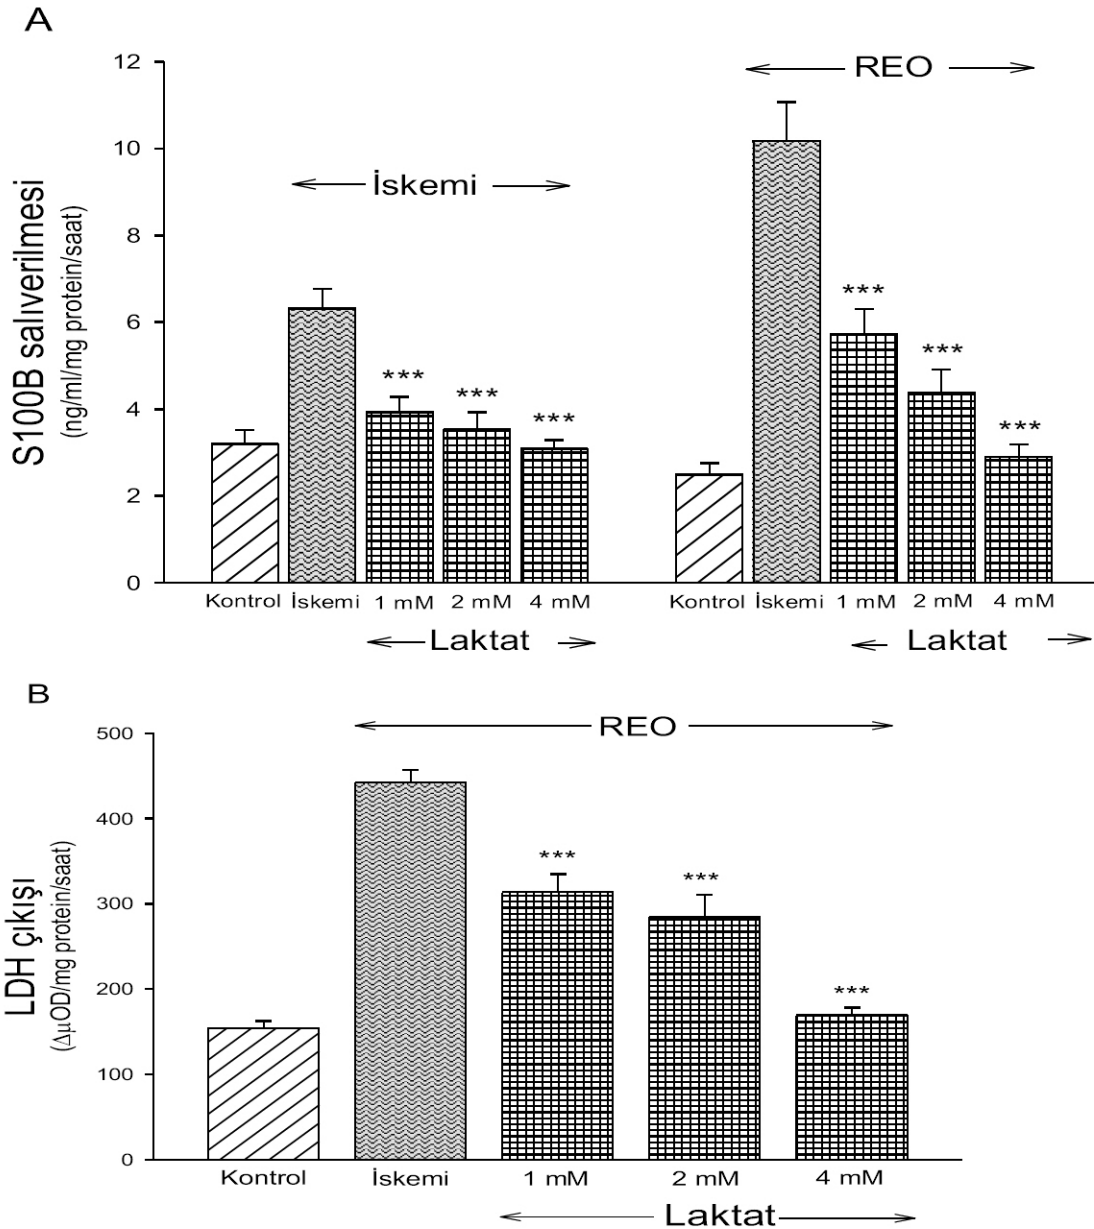 A
S100B salıverilmesi
(ng/ml/mg protein/saat)
12
10
8
6
4
2
0
İskemi
REO
***
***
***
***
***
***
Kontrol İskemi 1 mM 2 mM 4 mM
Kontrol İskemi 1 mM 2 mM 4 mM
Laktat
Laktat
B
LDH çıkışı
(ΔµOD/mg protein/saat)
500
400
300
200
100
0
REO
***
***
***
Kontrol İskemi 1 mM 2 mM 4 mM
Laktat